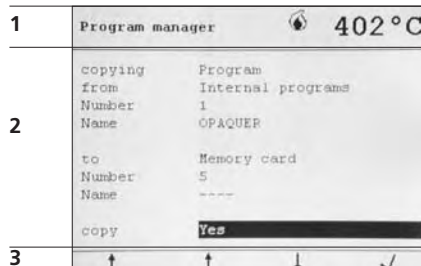 1
Program manager 402°C
copying Program
from Internal programs
Number 1
Name OPAQUER
2
to Memory card
Number 5
Name ----
copy Yes
3